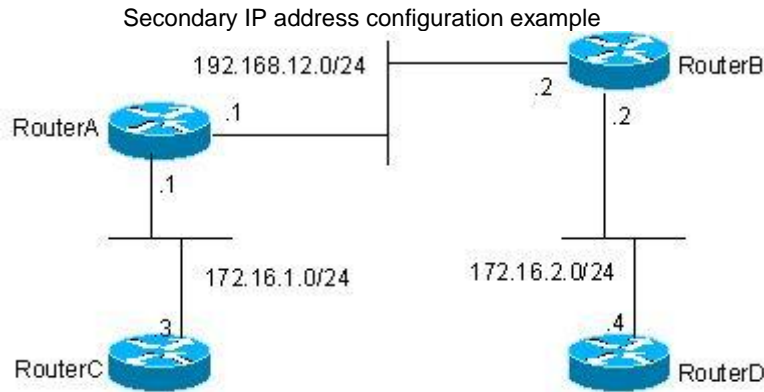 Secondary IP address configuration example
192.168.12.0/24
RouterB
.2
.1
.2
RouterA
.1
172.16.1.0/24
172.16.2.0/24
.3
.4
RouterC
RouterD